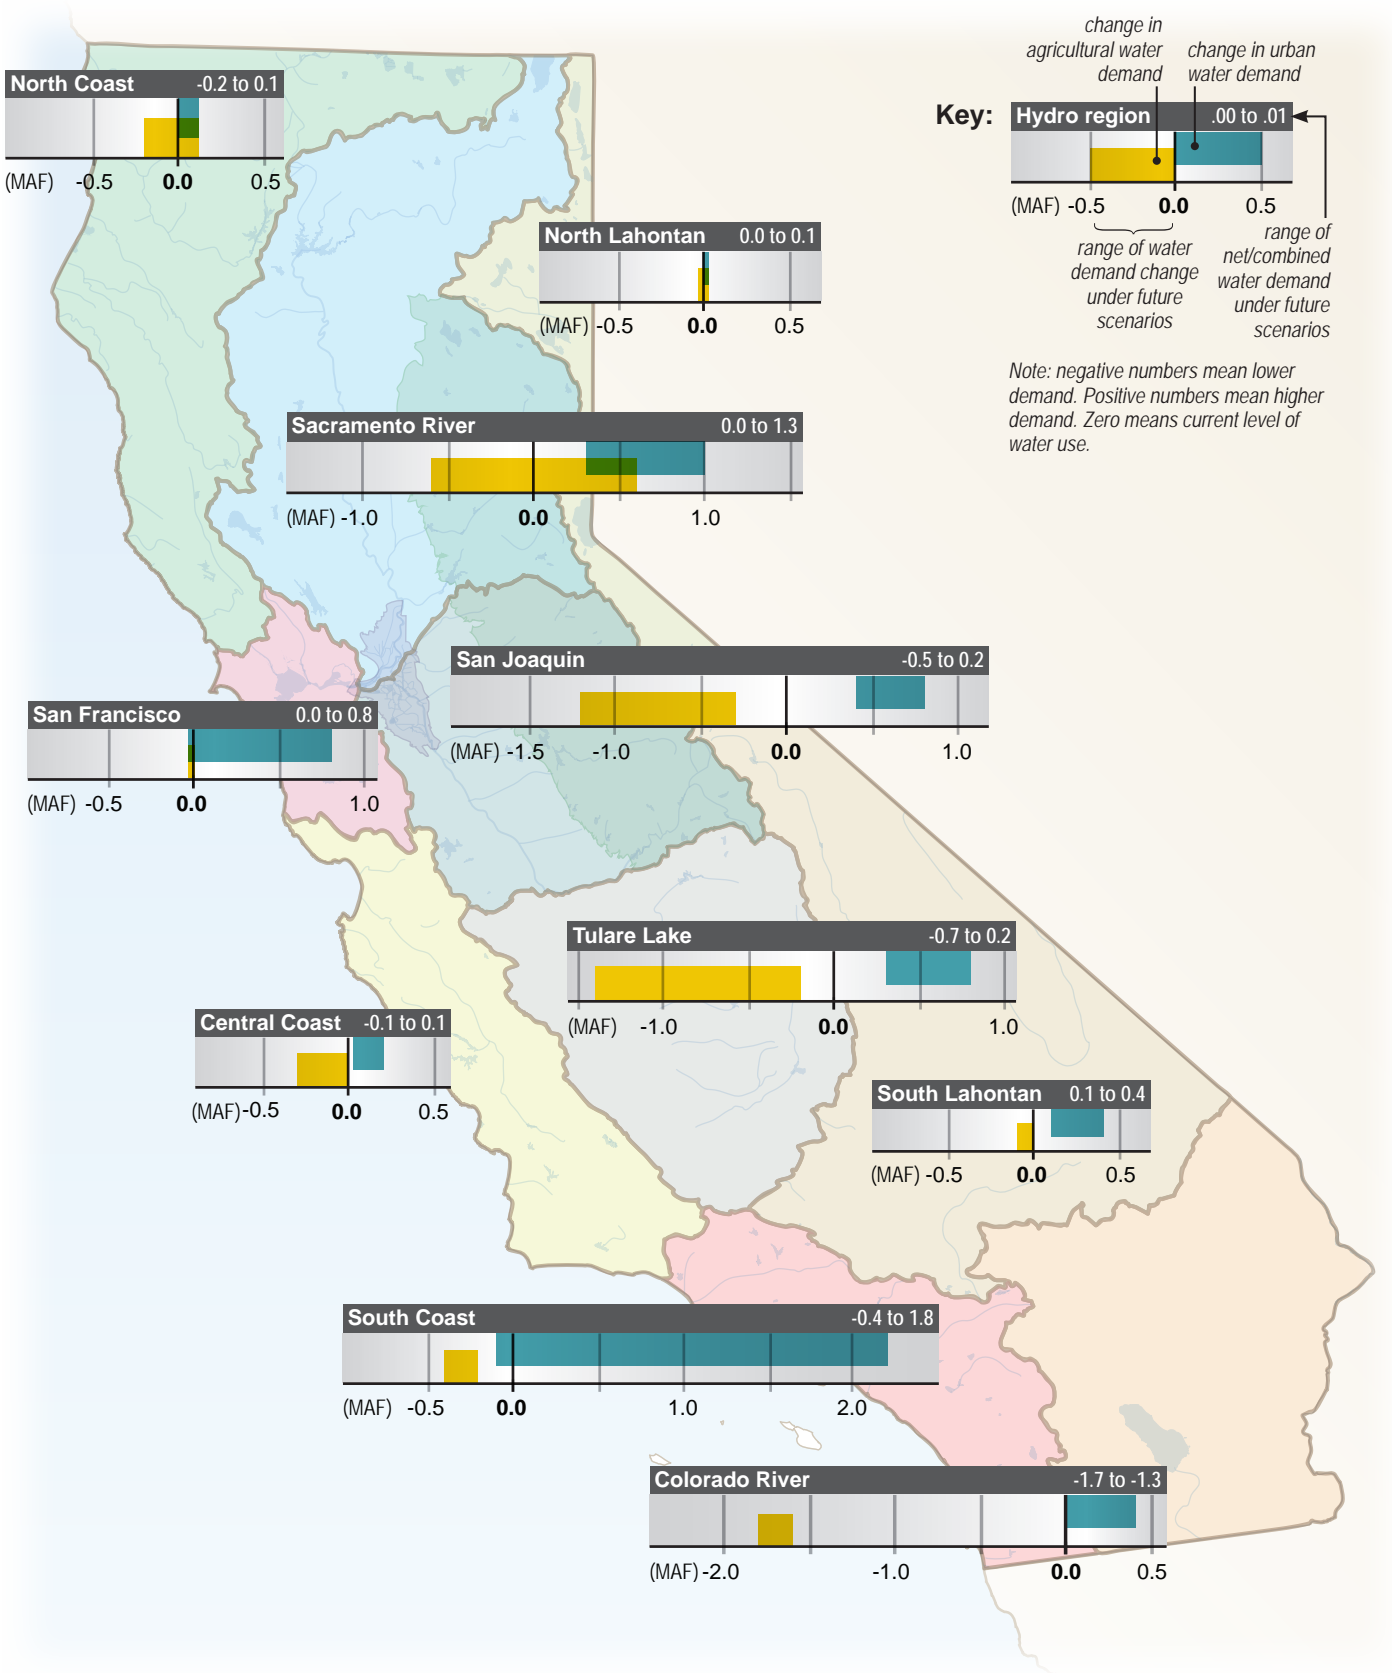 change in
agricultural water
demand
change in urban
water demand
Key:
Hydro region .00 to .01
(MAF) -0.5 0.0 0.5
range of water
demand change
under future
scenarios
range of
net/combined
water demand
under future
scenarios
Note: negative numbers mean lower
demand. Positive numbers mean higher
demand. Zero means current level of
water use.
North Coast -0.2 to 0.1
(MAF) -0.5 0.0 0.5
North Lahontan 0.0 to 0.1
(MAF) -0.5 0.0 0.5
Sacramento River 0.0 to 1.3
(MAF) -1.0 0.0 1.0
San Joaquin -0.5 to 0.2
(MAF) -1.5 -1.0 0.0 1.0
San Francisco 0.0 to 0.8
(MAF) -0.5 0.0 1.0
Tulare Lake -0.7 to 0.2
(MAF) -1.0 0.0 1.0
Central Coast -0.1 to 0.1
(MAF) -0.5 0.0 0.5
South Lahontan 0.1 to 0.4
(MAF) -0.5 0.0 0.5
South Coast -0.4 to 1.8
(MAF) -0.5 0.0 1.0 2.0
Colorado River -1.7 to -1.3
(MAF) -2.0 -1.0 0.0 0.5